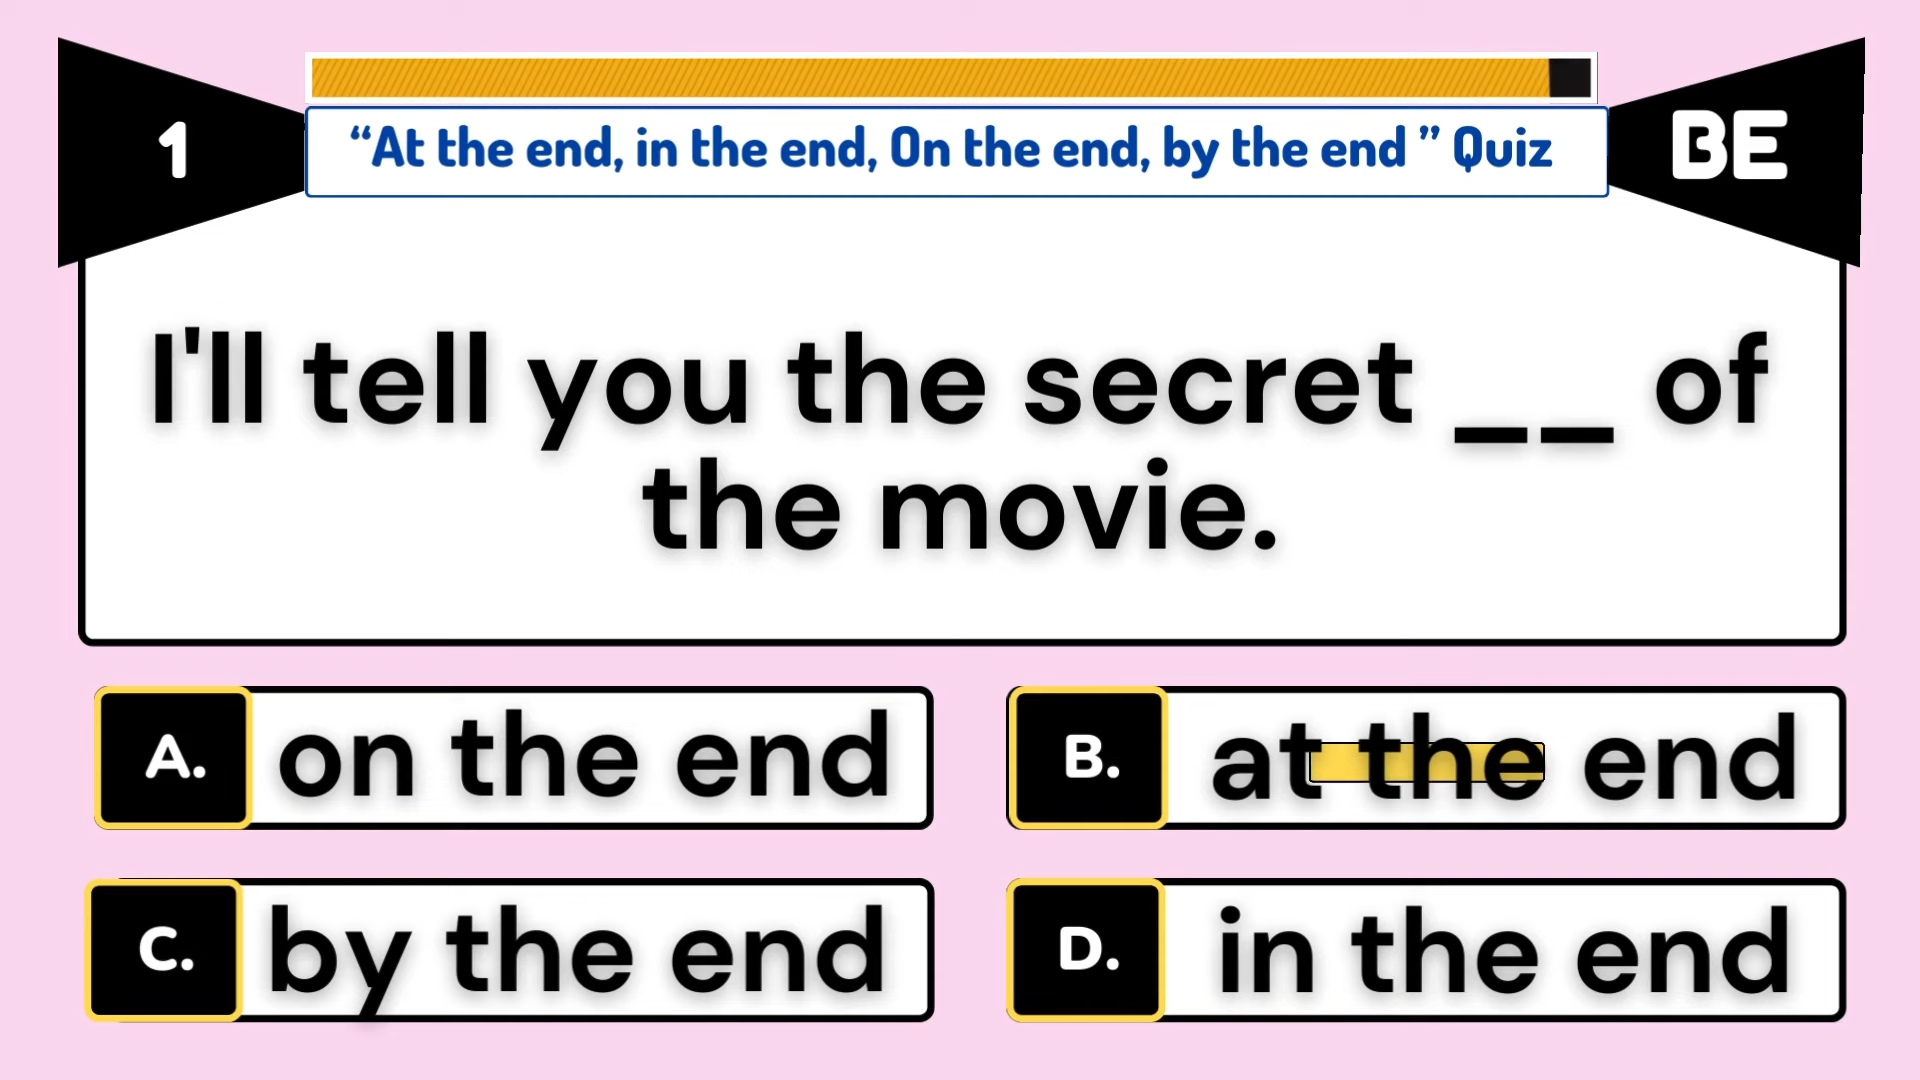 1
“At the end, in the end, On the end, by the end ” Quiz
BE
I'll tell you the secret __ of
the movie.
A. on the end
B. at the end
C. by the end
D. in the end